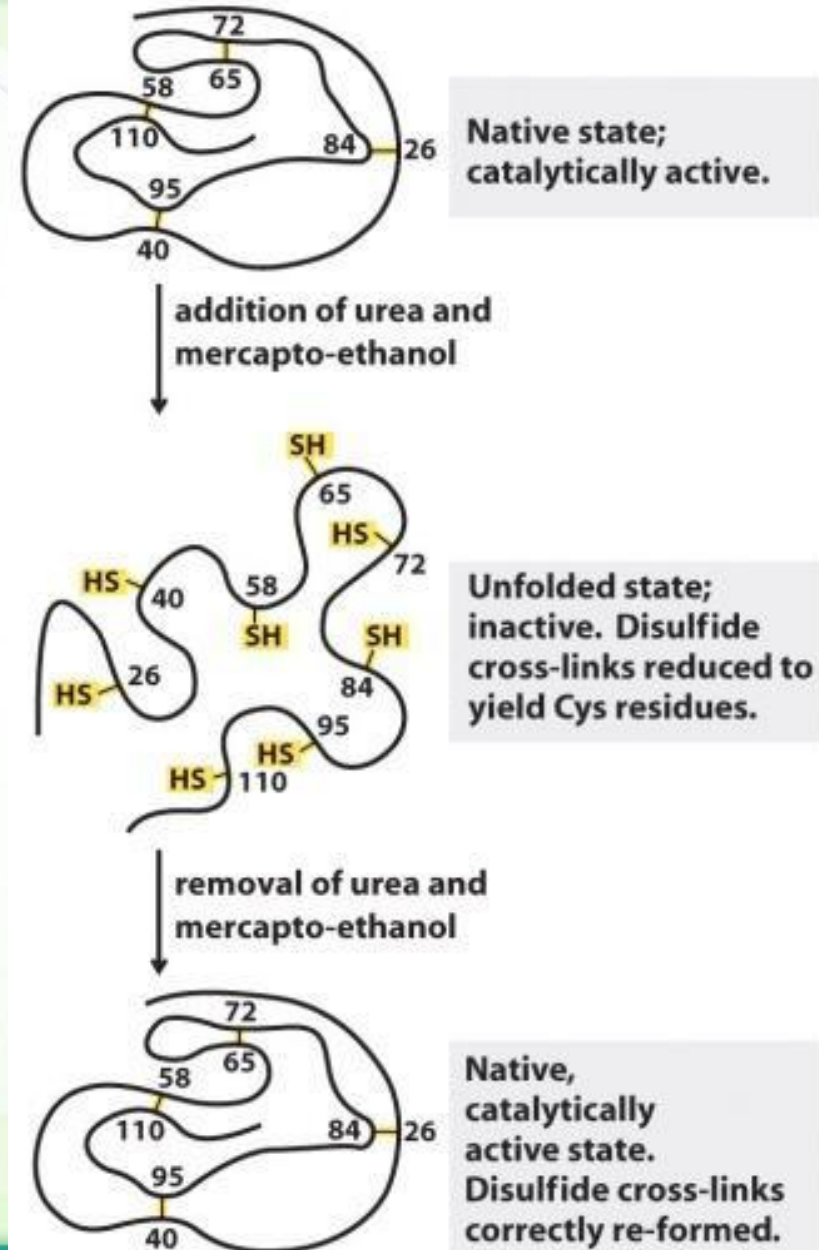 72
65
58
110
84
26
95
40
Native state;
catalytically active.
addition of urea and
mercapto-ethanol
SH
65
HS
72
HS
40
58
SH
SH
84
26
HS
95
HS
HS
110
Unfolded state;
inactive. Disulfide
cross-links reduced to
yield Cys residues.
removal of urea and
mercapto-ethanol
72
65
58
110
84
26
95
40
Native,
catalytically
active state.
Disulfide cross-links
correctly re-formed.